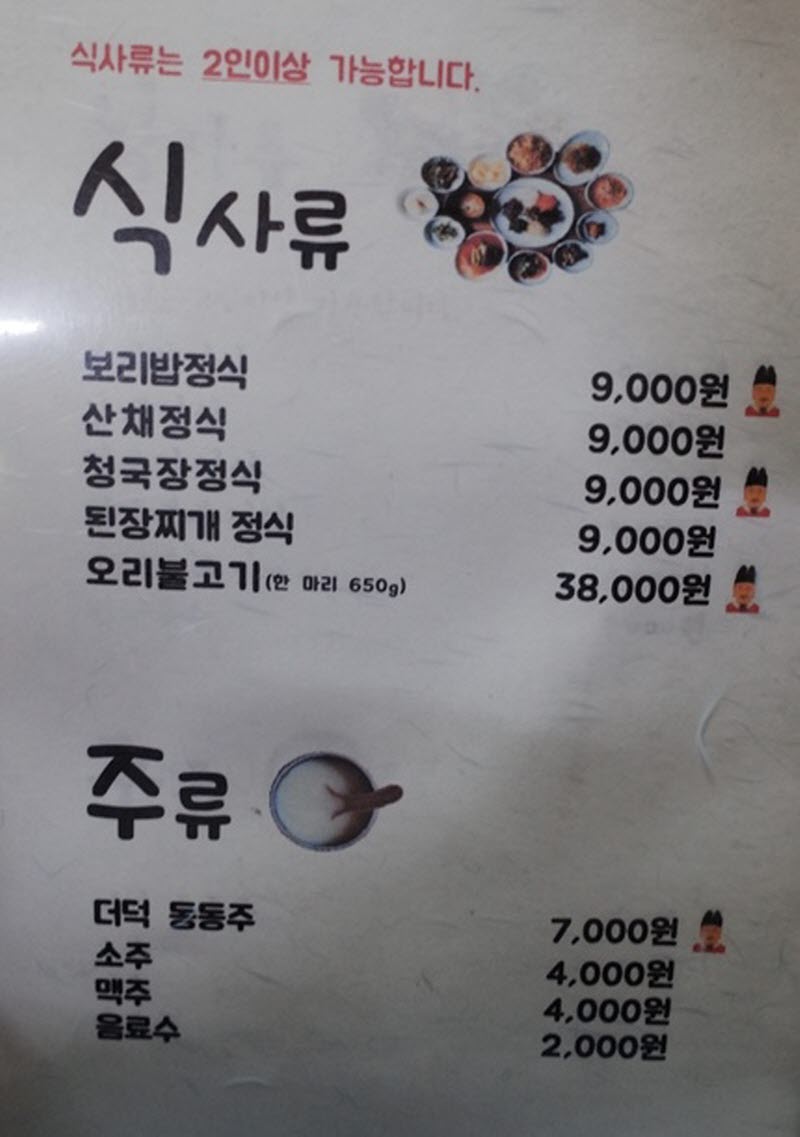 식사류는 2인이상 가능합니다.
식사류
보리밥정식 9,000원
산채정식 9,000원
청국장정식 9,000원
된장찌개 정식 9,000원
오리불고기(한 마리 650g) 38,000원
주류
더덕 동동주 7,000원
소주 4,000원
맥주 4,000원
음료수 2,000원